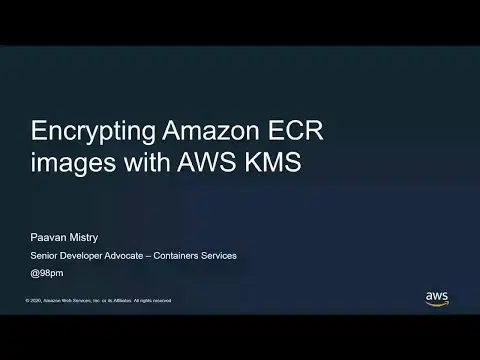 Encrypting Amazon ECR
images with AWS KMS
Paavan Mistry
Senior Developer Advocate – Containers Services
@98pm
© 2020, Amazon Web Services, Inc. or its Affiliates. All rights reserved
aws